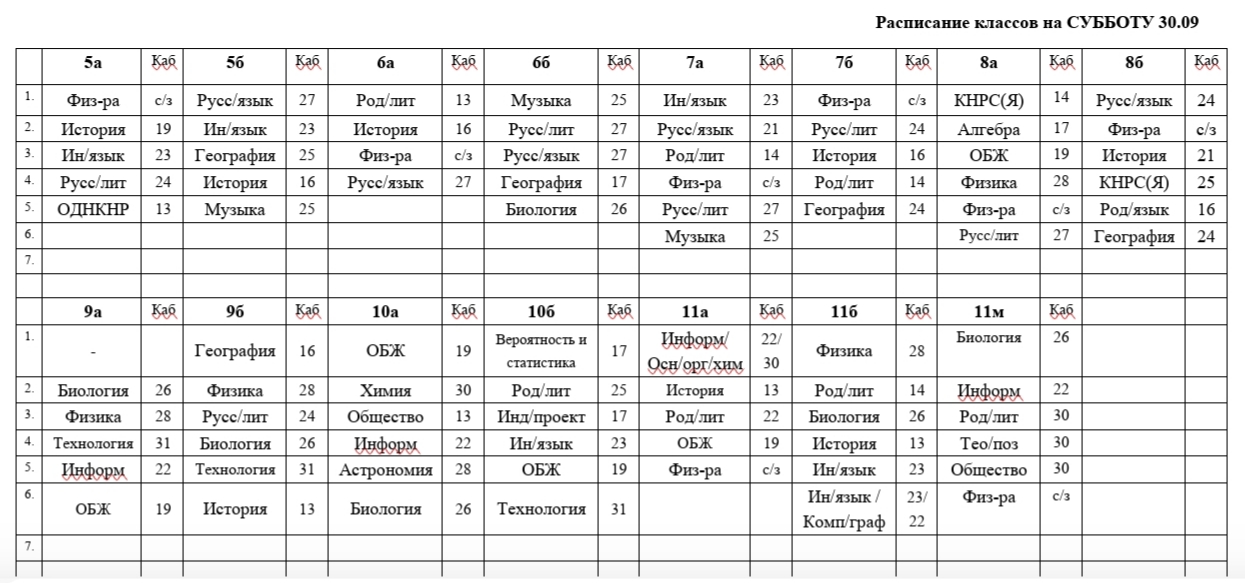 Расписание классов на СУББОТУ 30.09
5а Каб 5б Каб 6а Каб 6б Каб 7а Каб 7б Каб 8а Каб 8б Каб
1. Физ-ра с/з Русс/язык 27 Род/лит 13 Музыка 25 Ин/язык 23 Физ-ра с/з КНРС(Я) 14 Русс/язык 24
2. История 19 Ин/язык 23 История 16 Русс/лит 27 Русс/язык 21 Русс/лит 24 Алгебра 17 Физ-ра с/з
3. Ин/язык 23 География 25 Физ-ра с/з Русс/язык 27 Род/лит 14 История 16 ОБЖ 19 История 21
4. Русс/лит 24 История 16 Русс/язык 27 География 17 Физ-ра с/з Род/лит 14 Физика 28 КНРС(Я) 25
5. ОДНКНР 13 Музыка 25 Биология 26 Русс/лит 27 География 24 Физ-ра с/з Род/язык 16
6. Музыка 25 Русс/лит 27 География 24
7.
9а Каб 9б Каб 10а Каб 10б Каб 11а Каб 11б Каб 11м Каб
1. - География 16 ОБЖ 19 Вероятность и статистика 17 Информ/ Осн/орг/хим 22/ 30 Физика 28 Биология 26
2. Биология 26 Физика 28 Химия 30 Род/лит 25 История 13 Род/лит 14 Информ 22
3. Физика 28 Русс/лит 24 Общество 13 Инд/проект 17 Род/лит 22 Биология 26 Род/лит 30
4. Технология 31 Биология 26 Информ 22 Ин/язык 23 ОБЖ 19 История 13 Тео/поз 30
5. Информ 22 Технология 31 Астрономия 28 ОБЖ 19 Физ-ра с/з Ин/язык 23 Общество 30
6. ОБЖ 19 История 13 Биология 26 Технология 31 Ин/язык / Комп/граф 23/ 22 Физ-ра с/з
7.